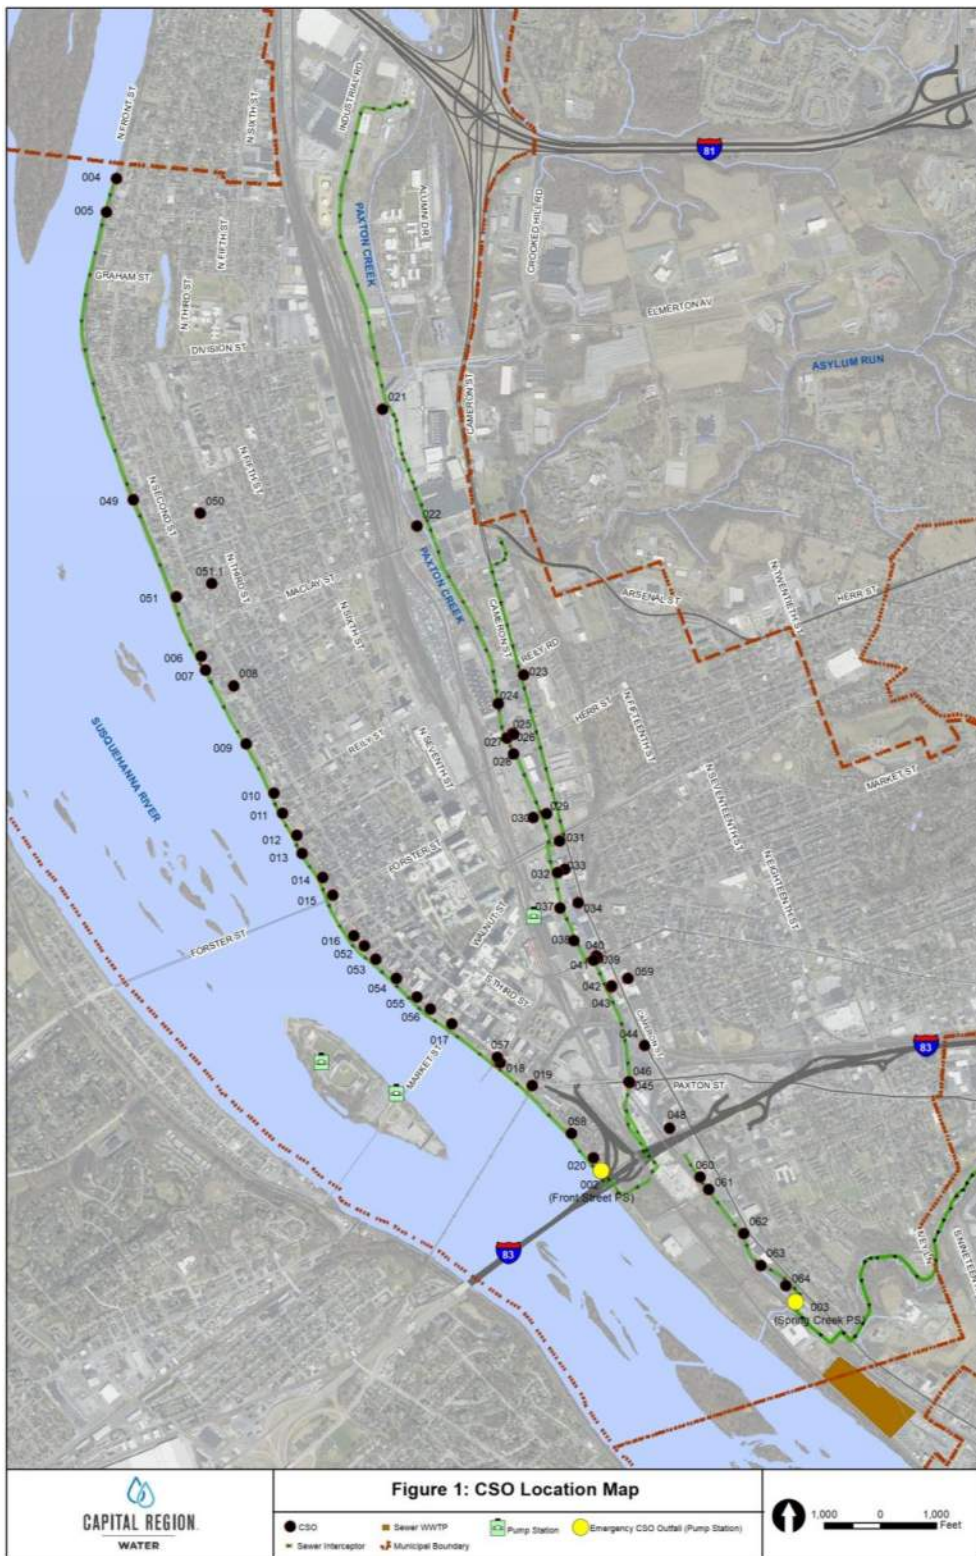 INDUSTRIAL RD
N FRONT ST
N SIXTH ST
81
004
005
N FIFTH ST
PAXTON CREEK
ALUMNI DR
CROOKED HILL RD
GRAHAM ST
N THIRD ST
ELMERTON AV
DIVISION ST
ASYLUM RUN
CAMERON ST
021
N FIFTH ST
049
N SECOND ST
050
022
051.1
N THIRD ST
MACLAY ST
PAXTON CREEK
N TWENTIETH ST
ARSENAL ST
HERR ST
051
N SIXTH ST
CAMERON ST
REILY RD
006
007
008
023
024
HERR ST
N FIFTEENTH ST
SUSQUEHANNA RIVER
009
REILY ST
N SEVENTH ST
025
026
027
028
MARKET ST
N SEVENTEENTH ST
010
011
012
013
030
029
031
FORSTER ST
014
015
032
033
N EIGHTEENTH ST
037
034
WALNUT ST
FORSTER ST
016
052
053
038
040
039
041
059
054
055
056
S THIRD ST
042
043
017
MARKET ST
044
CAMERON ST
83
057
018
019
046
045
PAXTON ST
058
048
020
002
(Front Street PS)
060
061
83
062
063
064
003
(Spring Creek PS)
CAPITAL REGION
WATER
Figure 1: CSO Location Map
CSO
Sewer WWTP
Pump Station
Emergency CSO Outfall (Pump Station)
Sewer Interceptor
Municipal Boundary
1,000 0 1,000
Feet